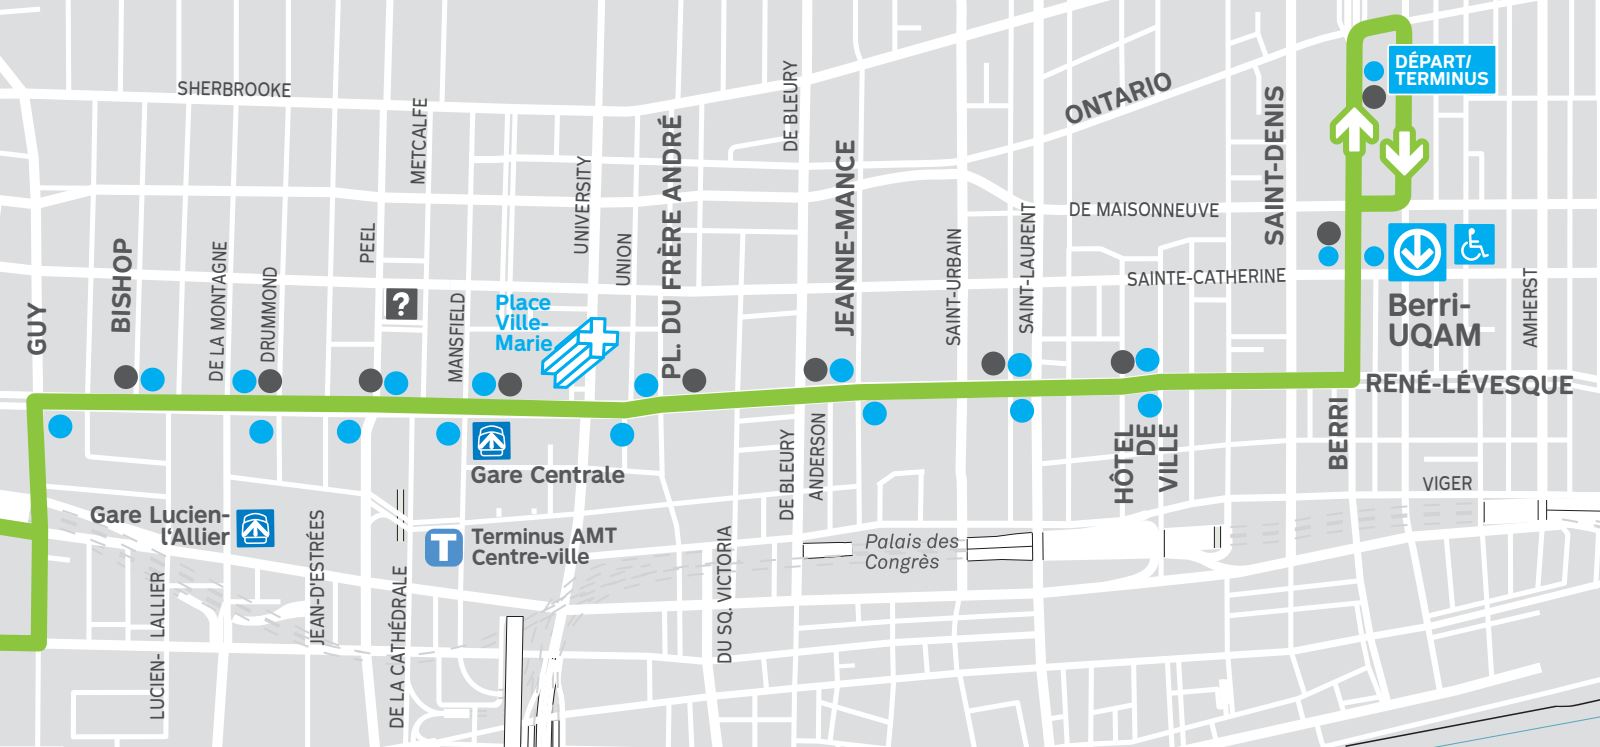 SHERBROOKE
METCALFE
DE BLEURY
ONTARIO
DÉPART/
TERMINUS
SAINT-DENIS
PL. DU FRÈRE ANDRÉ
JEANNE-MANCE
UNIVERSITY
DE MAISONNEUVE
PEEL
UNION
SAINT-URBAIN
SAINT-LAURENT
SAINTE-CATHERINE
BISHOP
DE LA MONTAGNE
DRUMMOND
GUY
?
MANSFIELD
Place
Ville-
Marie
Berri-
UQAM
AMHERST
RENÉ-LÉVESQUE
BERRI
HÔTEL
DE
VILLE
DE BLEURY
ANDERSON
Gare Centrale
VIGER
Gare Lucien-
l'Allier
T
Terminus AMT
Centre-ville
Palais des
Congrès
JEAN-D'ESTRÉES
DU SQ. VICTORIA
LUCIEN- LALLIER
DE LA CATHÉDRALE